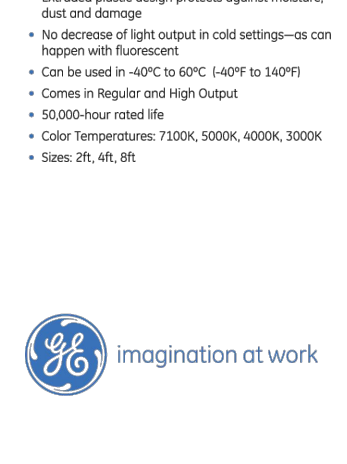 Extruded plastic design protects against moisture,
dust and damage
• No decrease of light output in cold settings—as can
happen with fluorescent
• Can be used in -40ºC to 60ºC (-40ºF to 140ºF)
• Comes in Regular and High Output
• 50,000-hour rated life
• Color Temperatures: 7100K, 5000K, 4000K, 3000K
• Sizes: 2ft, 4ft, 8ft
GE imagination at work